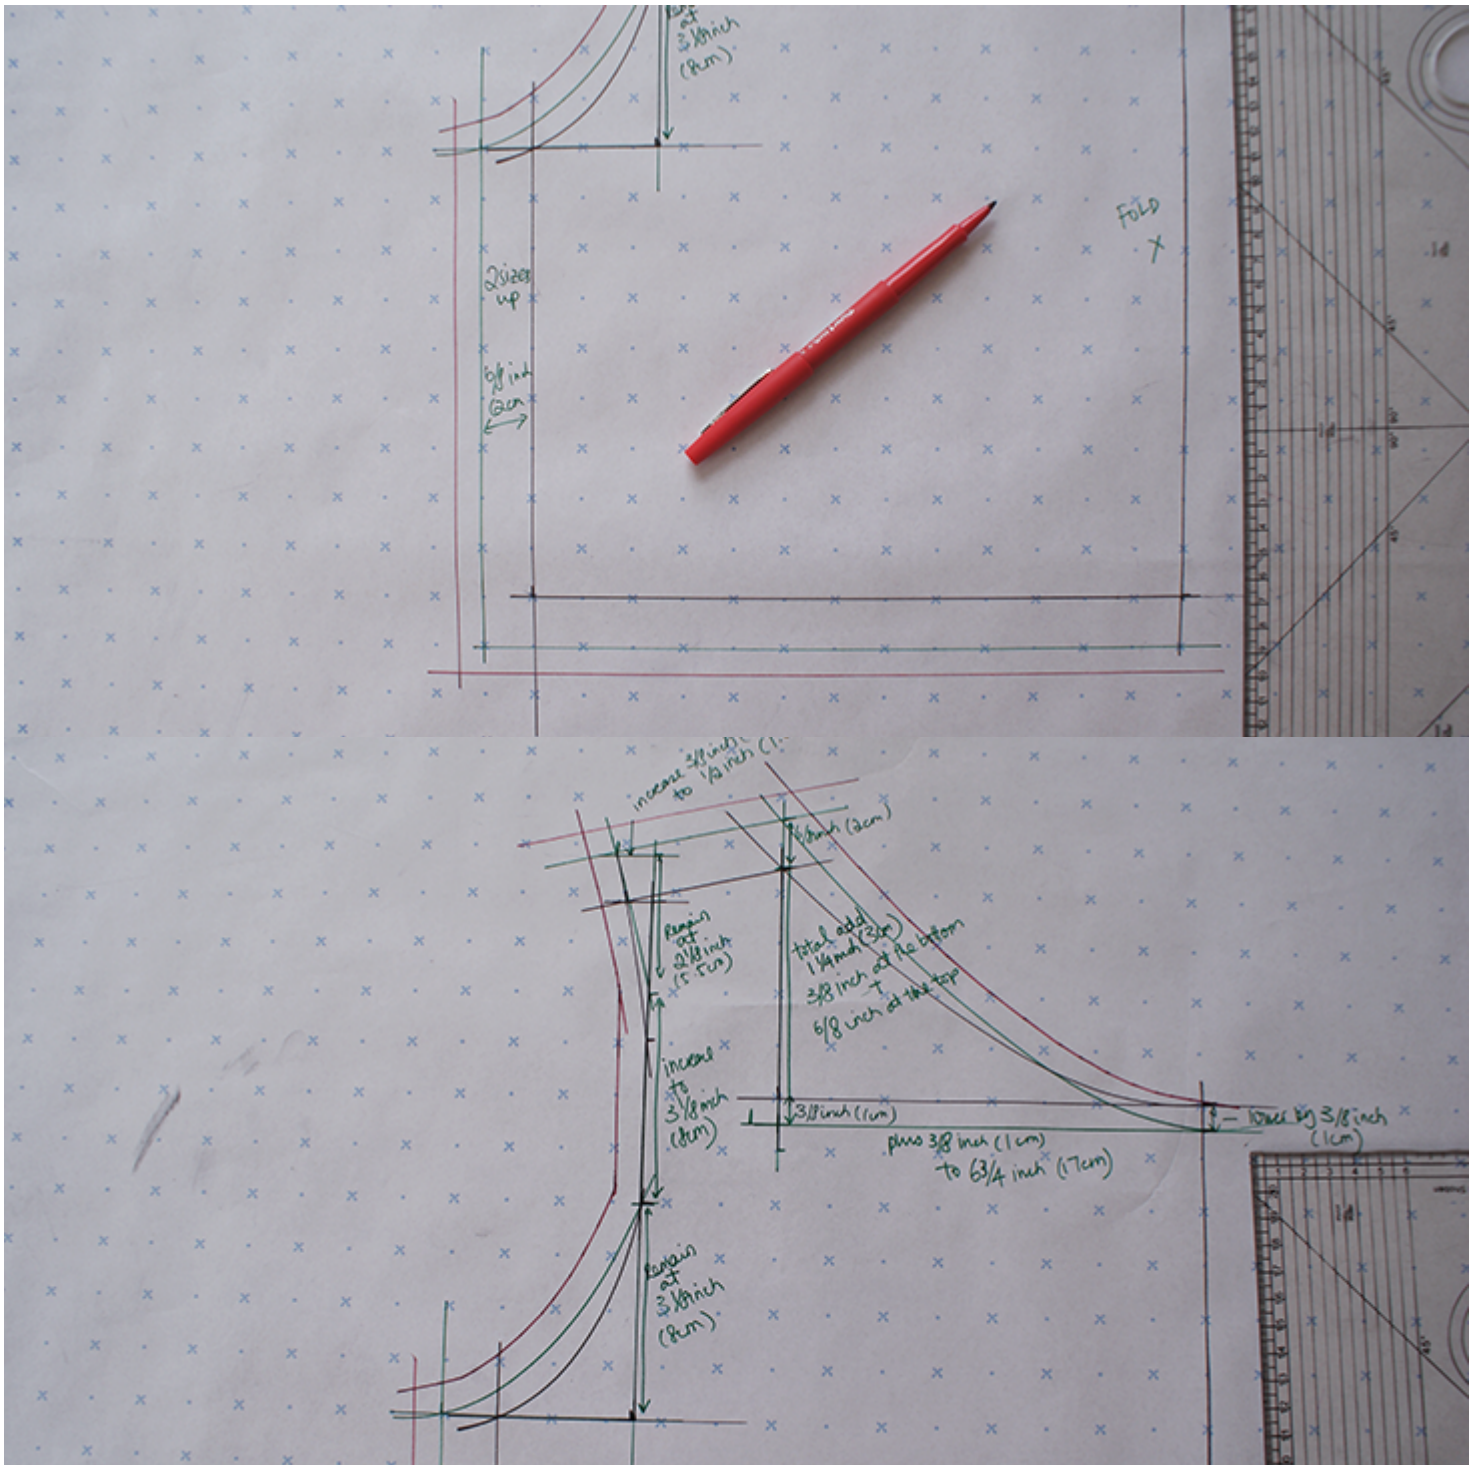 at
3 1/8 inch
(8cm)
FOLD
X
2 sizes
up
6/8 inch
(2cm
increase 3/8 inch
to 1/2 inch (1.
6/8 inch (2cm)
Remain
at
2 1/8 inch
(5.5cm)
total add
1 1/4 inch (3cm)
3/8 inch at the bottom
+
6/8 inch at the top
increase
to
3 1/8 inch
(8cm)
3/8 inch (1cm)
- lower by 3/8 inch
(1cm)
plus 3/8 inch (1cm)
to 6 3/4 inch (17cm)
Remain
at
3 1/8 inch
(8cm)